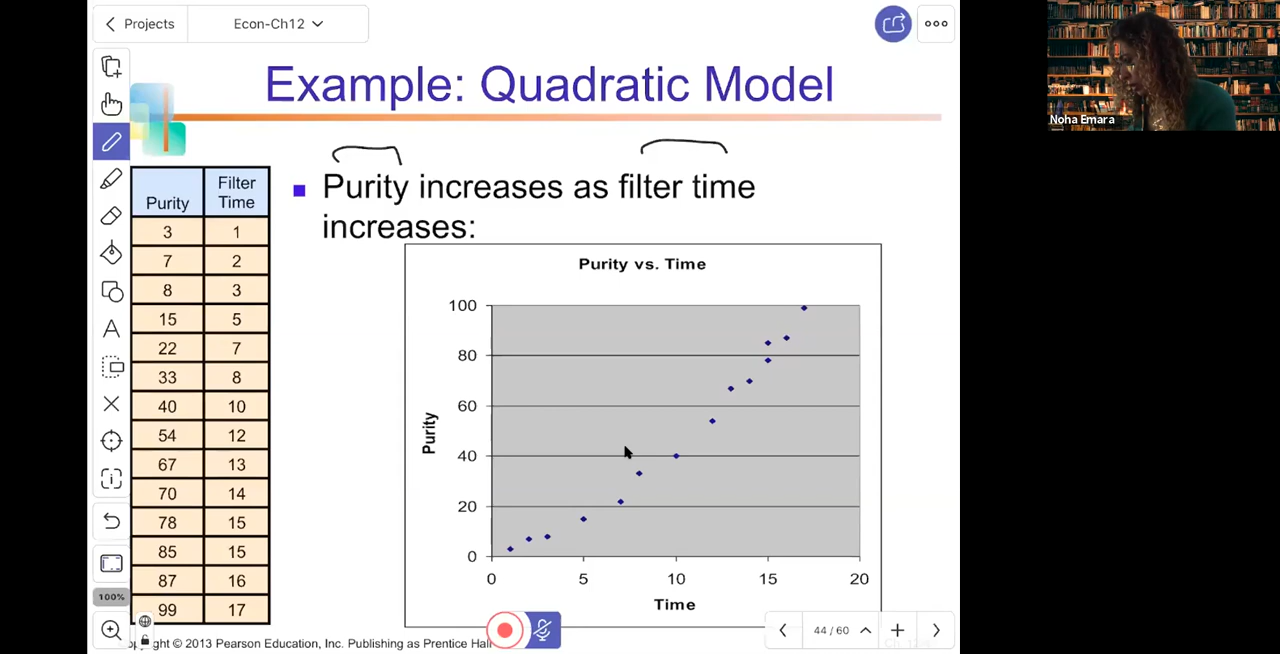 Projects
Econ-Ch12
Example: Quadratic Model
Noha Emara
Purity increases as filter time
increases:
Purity Filter Time
3 1
7 2
8 3
15 5
22 7
33 8
40 10
54 12
67 13
70 14
78 15
85 15
87 16
99 17
Purity vs. Time
100
80
60
40
20
0
Purity
0 5 10 15 20
Time
100%
44 / 60
Copyright © 2013 Pearson Education, Inc. Publishing as Prentice Hall